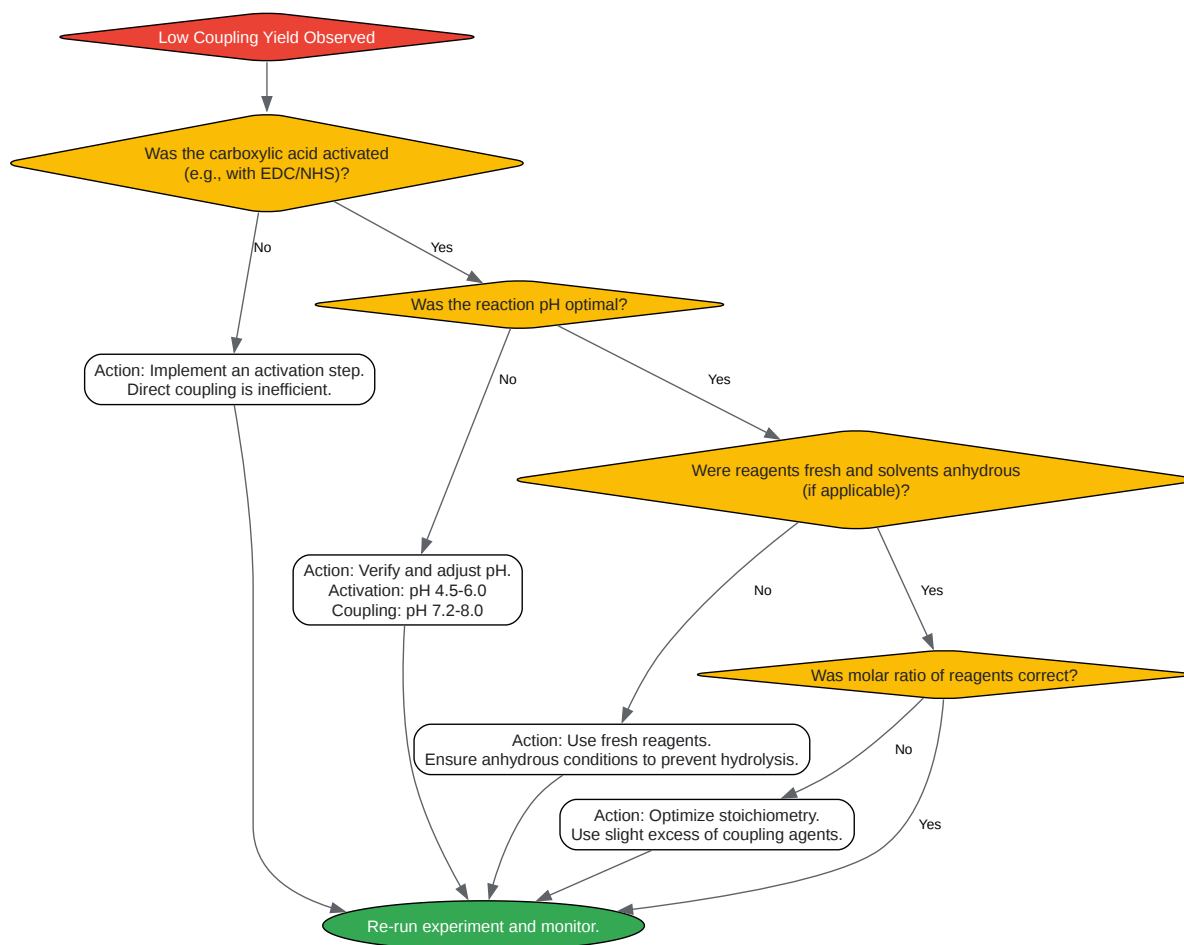 Low Coupling Yield Observed
Was the carboxylic acid activated
(e.g., with EDC/NHS)?
No
Yes
Was the reaction pH optimal?
Action: Implement an activation step.
Direct coupling is inefficient.
No
Yes
Were reagents fresh and solvents anhydrous
(if applicable)?
Action: Verify and adjust pH.
Activation: pH 4.5-6.0
Coupling: pH 7.2-8.0
No
Yes
Was molar ratio of reagents correct?
Action: Use fresh reagents.
Ensure anhydrous conditions to prevent hydrolysis.
No
Action: Optimize stoichiometry.
Use slight excess of coupling agents.
Yes
Re-run experiment and monitor.